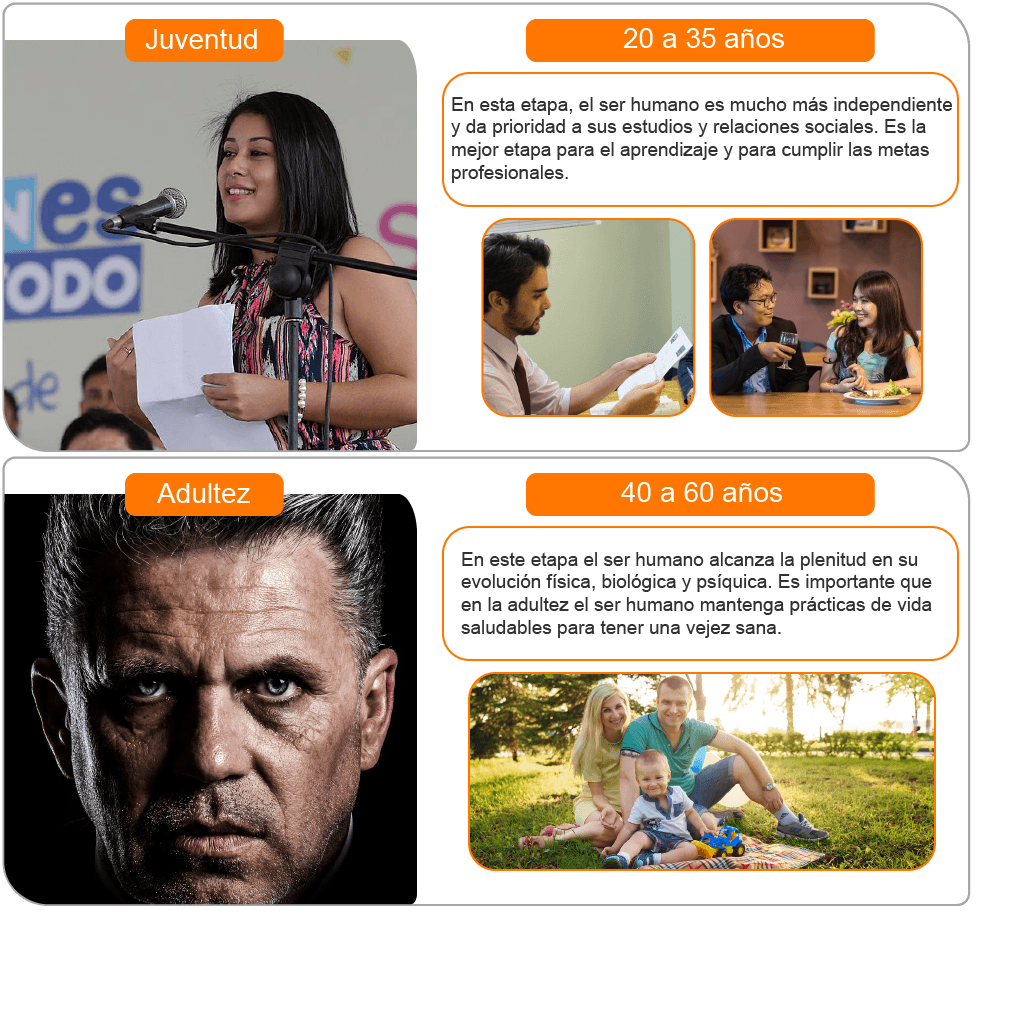 Juventud
20 a 35 años
En esta etapa, el ser humano es mucho más independiente
y da prioridad a sus estudios y relaciones sociales. Es la
mejor etapa para el aprendizaje y para cumplir las metas
profesionales.
Nes
TODO
de
Adultez
40 a 60 años
En este etapa el ser humano alcanza la plenitud en su
evolución física, biológica y psíquica. Es importante que
en la adultez el ser humano mantenga prácticas de vida
saludables para tener una vejez sana.